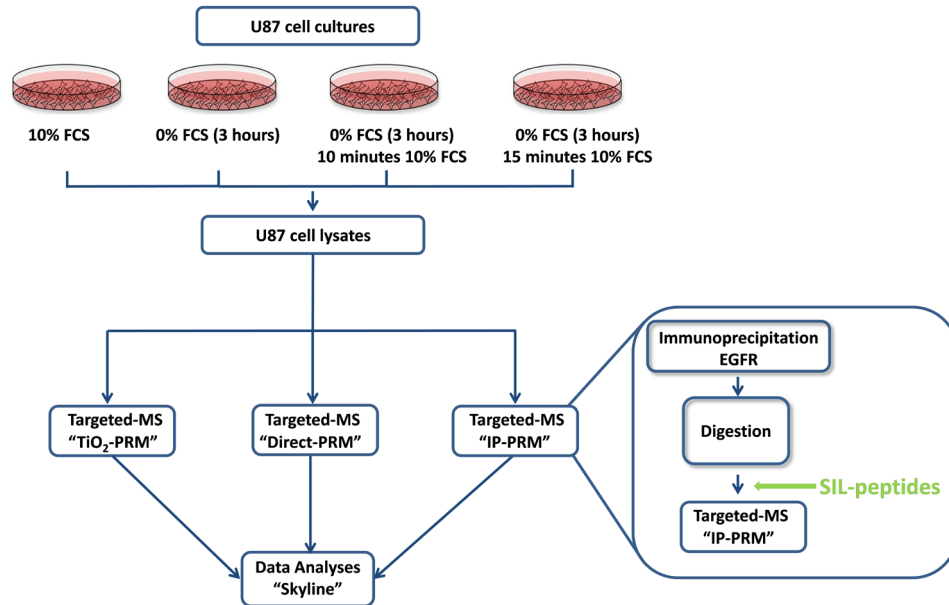 U87 cell cultures
10% FCS
0% FCS (3 hours)
0% FCS (3 hours)
10 minutes 10% FCS
0% FCS (3 hours)
15 minutes 10% FCS
U87 cell lysates
Targeted-MS
“TiO₂-PRM”
Targeted-MS
“Direct-PRM”
Targeted-MS
“IP-PRM”
Data Analyses
“Skyline”
Immunoprecipitation
EGFR
Digestion
SIL-peptides
Targeted-MS
“IP-PRM”